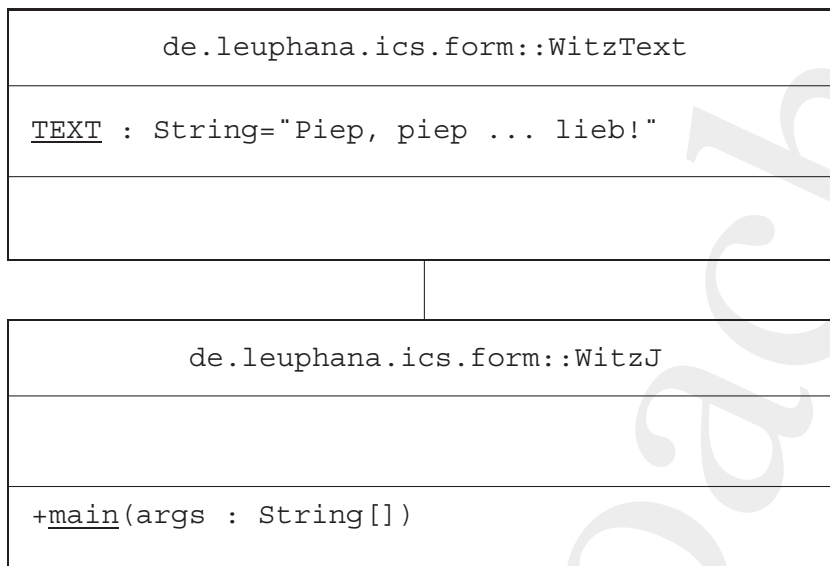 de.leuphana.ics.form::WitzText
TEXT : String="Piep, piep ... lieb!"
de.leuphana.ics.form::WitzJ
+main(args : String[])